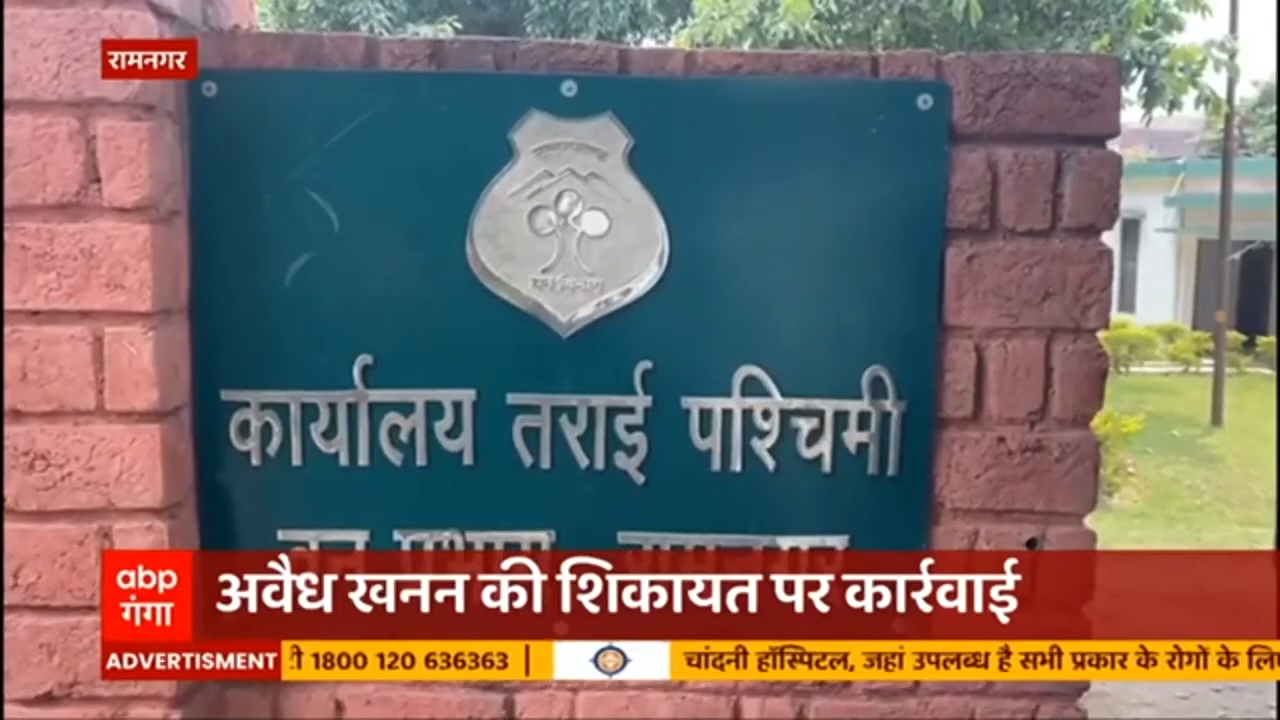 रामनगर
कार्यालय तराई पश्चिमी
abp
गंगा
अवैध खनन की शिकायत पर कार्रवाई
ADVERTISMENT
1800 120 636363 |
चांदनी हॉस्पिटल, जहां उपलब्ध है सभी प्रकार के रोगों के